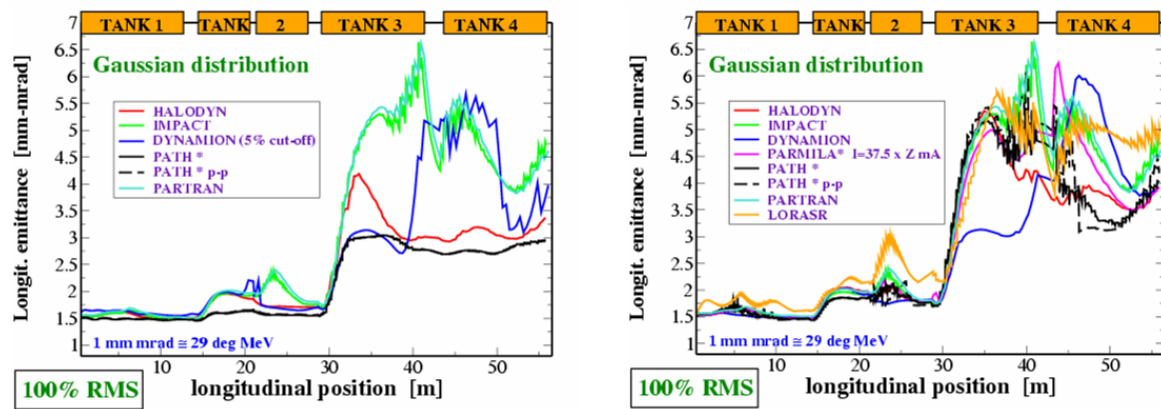 TANK 1 TANK 2 TANK 3 TANK 4
Longit. emittance [mm-mrad]
7
6.5
6
5.5
5
4.5
4
3.5
3
2.5
2
1.5
1
Gaussian distribution
HALODYN
IMPACT
DYNAMION (5% cut-off)
PATH *
PATH * p-p
PARTRAN
1 mm mrad ≅ 29 deg MeV
0 10 20 30 40 50
longitudinal position [m]
100% RMS
TANK 1 TANK 2 TANK 3 TANK 4
Longit. emittance [mm-mrad]
7
6.5
6
5.5
5
4.5
4
3.5
3
2.5
2
1.5
1
Gaussian distribution
HALODYN
IMPACT
DYNAMION
PARMILA* I=37.5 x Z mA
PATH *
PATH * p-p
PARTRAN
LORASR
1 mm mrad ≅ 29 deg MeV
10 20 30 40 50
longitudinal position [m]
100% RMS